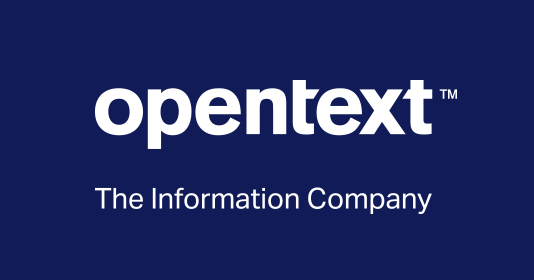 opentext™
The Information Company